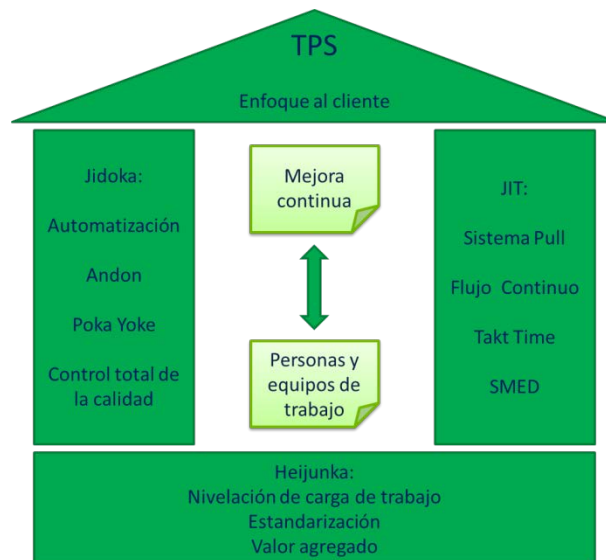 TPS
Enfoque al cliente
Jidoka:
Automatización
Andon
Poka Yoke
Control total de
la calidad
Mejora
continua
Personas y
equipos de
trabajo
JIT:
Sistema Pull
Flujo Continuo
Takt Time
SMED
Heijunka:
Nivelación de carga de trabajo
Estandarización
Valor agregado